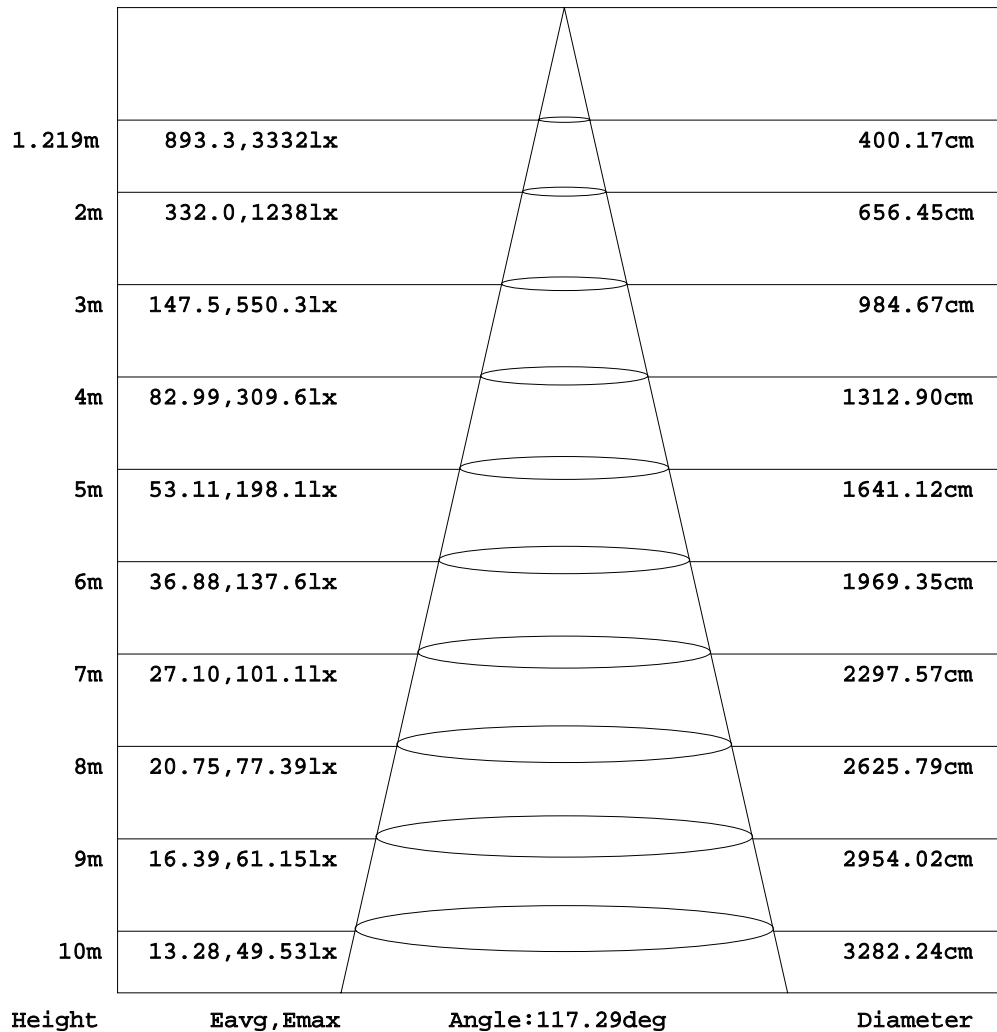 1.219m 893.3,3332lx 400.17cm
2m 332.0,1238lx 656.45cm
3m 147.5,550.3lx 984.67cm
4m 82.99,309.6lx 1312.90cm
5m 53.11,198.1lx 1641.12cm
6m 36.88,137.6lx 1969.35cm
7m 27.10,101.1lx 2297.57cm
8m 20.75,77.39lx 2625.79cm
9m 16.39,61.15lx 2954.02cm
10m 13.28,49.53lx 3282.24cm
Height Eavg,Emax Angle:117.29deg Diameter